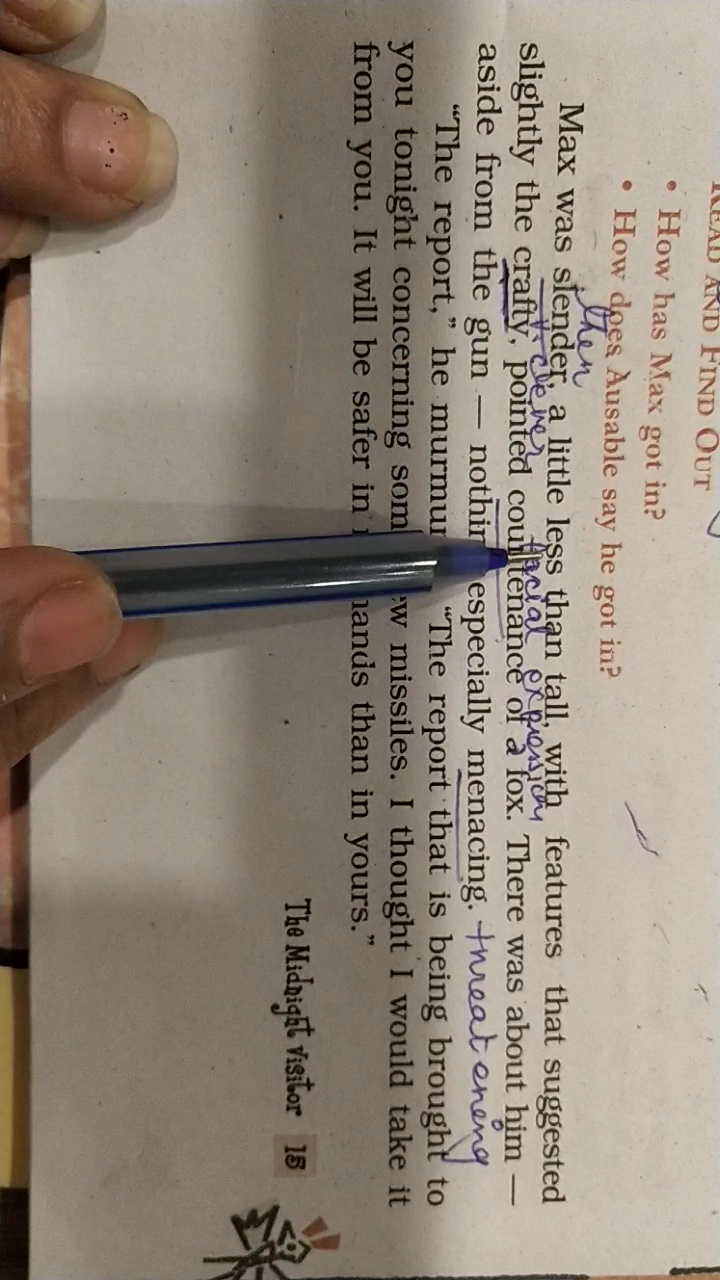 READ AND FIND OUT
• How has Max got in?
• How does Ausable say he got in?
then
Max was slender, a little less than tall, with features that suggested
clever facial expression
slightly the crafty, pointed countenance of a fox. There was about him —
aside from the gun — especially menacing. threatening
“The report,” he “The report that is being brought to
you tonight concerning missiles. I thought I would take it
from you. It will be safer in hands than in yours.”
The Midnight Visitor 15